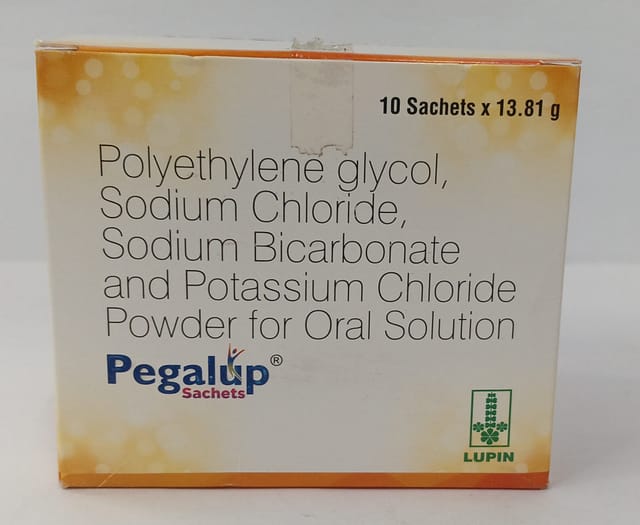 10 Sachets x 13.81 g
Polyethylene glycol,
Sodium Chloride,
Sodium Bicarbonate
and Potassium Chloride
Powder for Oral Solution
Pegalup®
Sachets
LUPIN